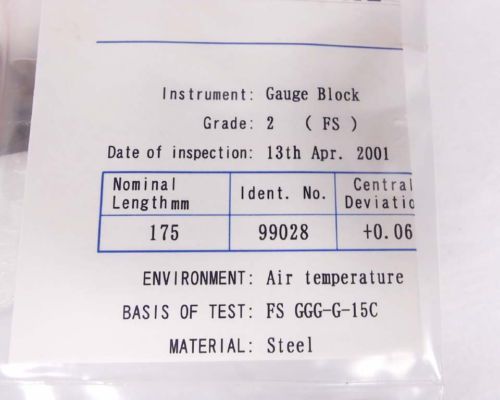 Instrument: Gauge Block
Grade: 2 ( FS )
Date of inspection: 13th Apr. 2001
Nominal Length mm Ident. No. Central
Deviatio
175 99028 +0.06
ENVIRONMENT: Air temperature
BASIS OF TEST: FS GGG-G-15C
MATERIAL: Steel